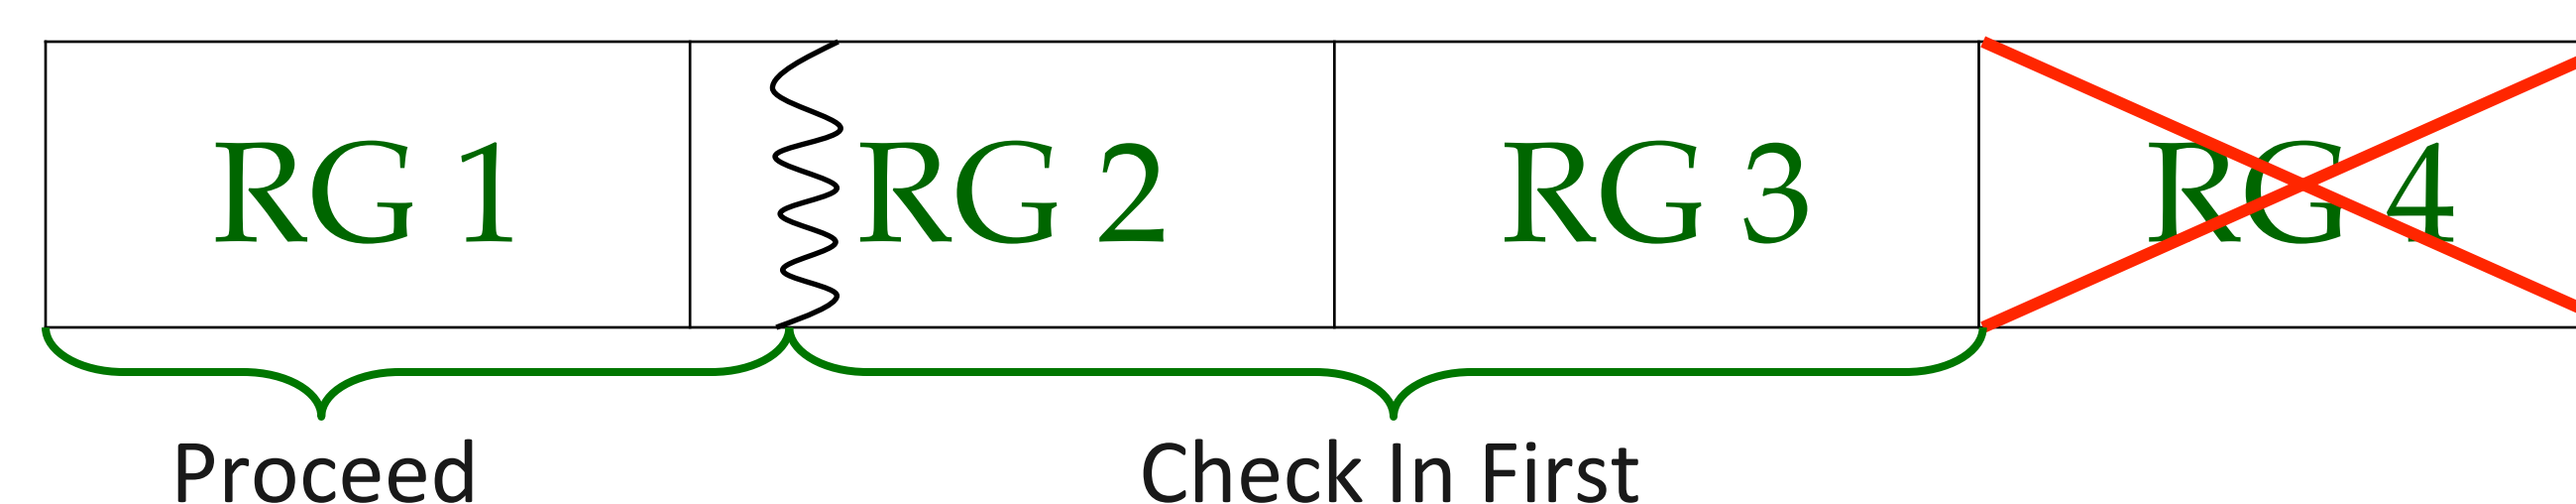 RG 1 RG 2 RG 3 RG 4
Proceed Check In First